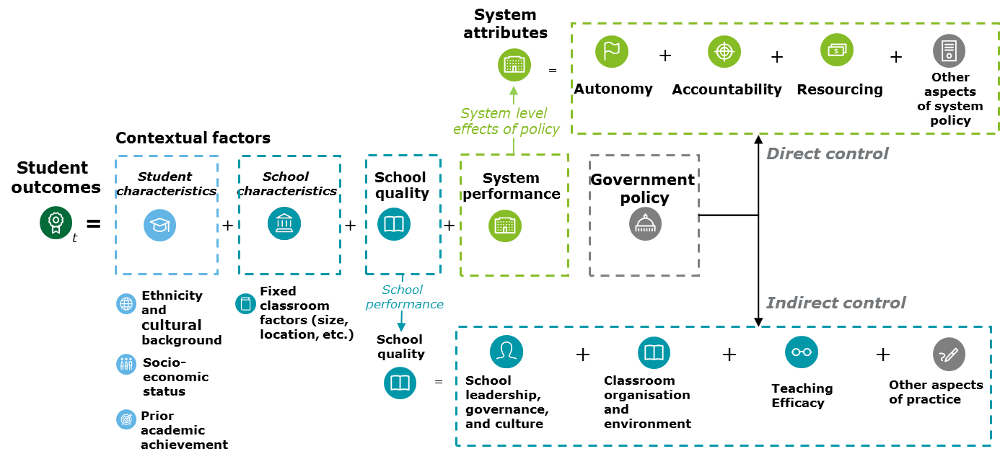 System
attributes
=
Autonomy
+
Accountability
+
Resourcing
+
Other
aspects
of system
policy
$
System level
effects of policy
Direct control
Contextual factors
Student
outcomes
t
=
Student
characteristics
+
School
characteristics
+
School
quality
+
System
performance
Government
policy
Indirect control
Ethnicity
and
cultural
background
Socio-
economic
status
Prior
academic
achievement
Fixed
classroom
factors (size,
location, etc.)
School
performance
School
quality
=
School
leadership,
governance,
and culture
+
Classroom
organisation
and
environment
+
Teaching
Efficacy
+
Other aspects
of practice